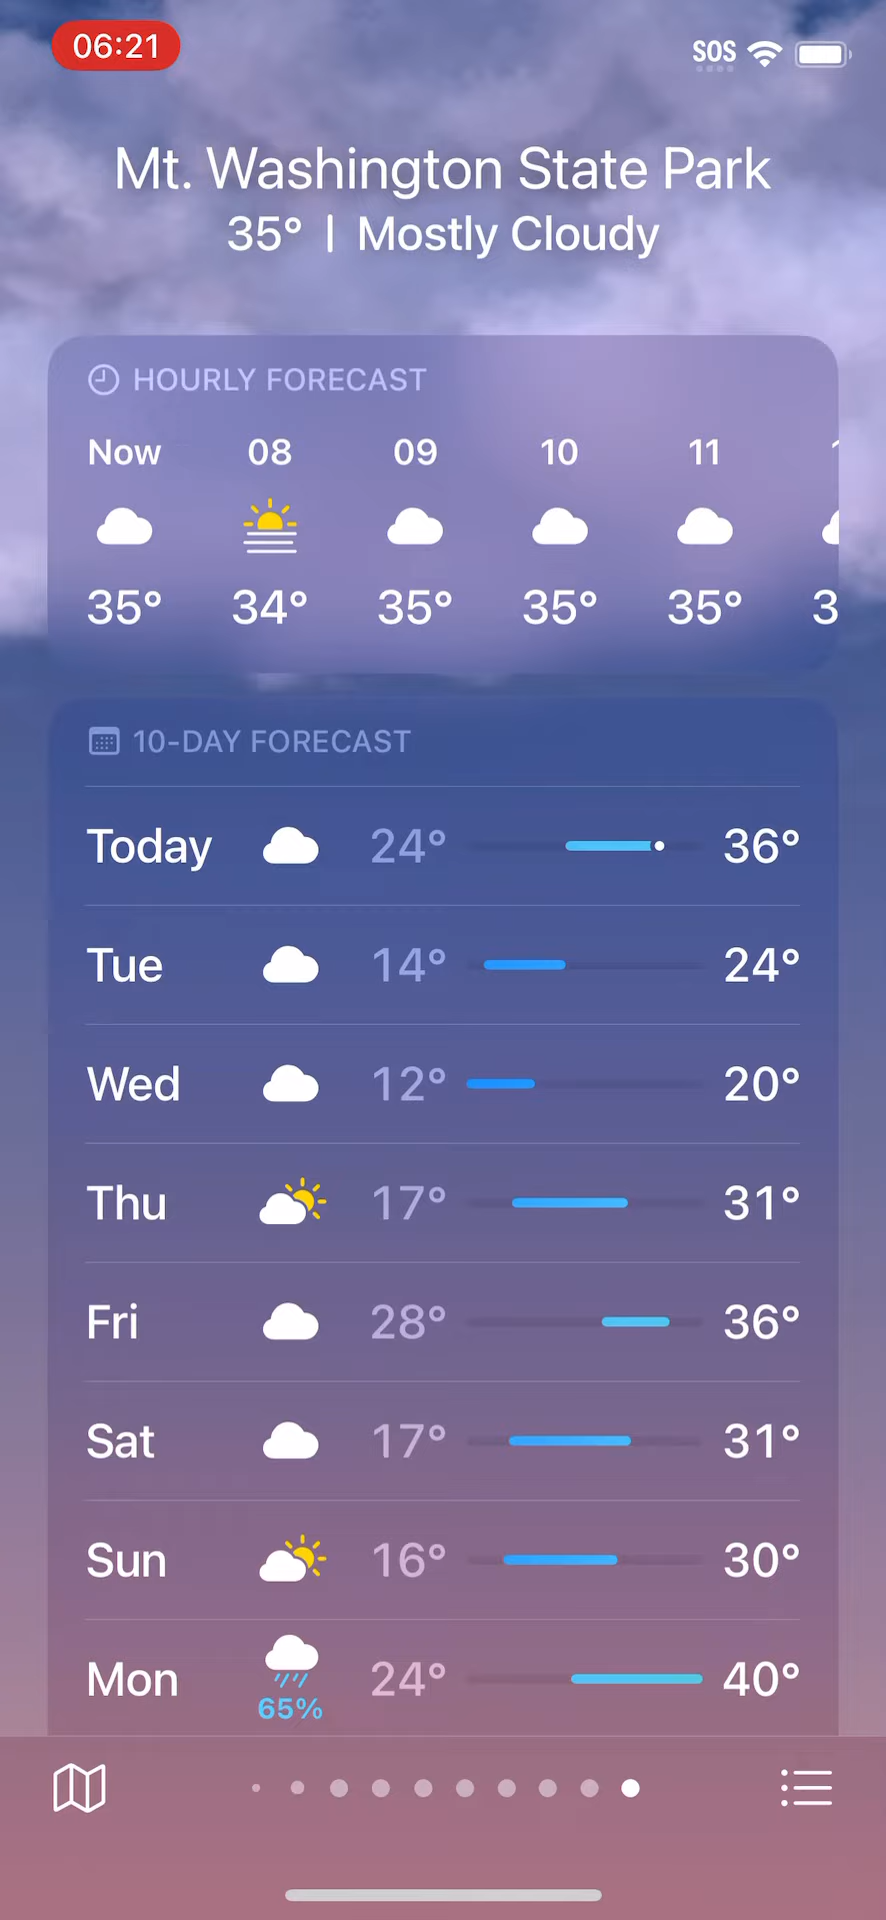 06:21 SOS
Mt. Washington State Park
35° | Mostly Cloudy
HOURLY FORECAST
Now 08 09 10 11
35° 34° 35° 35° 35° 3
10-DAY FORECAST
Today 24° 36°
Tue 14° 24°
Wed 12° 20°
Thu 17° 31°
Fri 28° 36°
Sat 17° 31°
Sun 16° 30°
Mon 65% 24° 40°